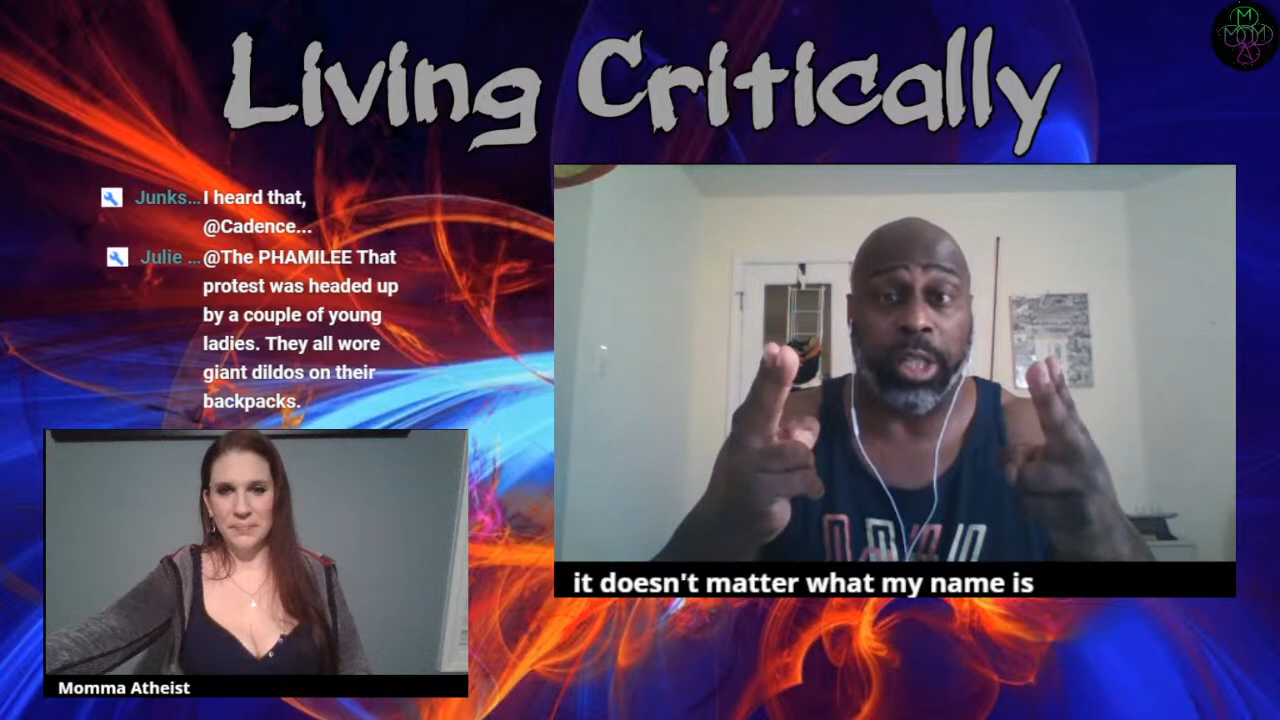 Living Critically
Junks... I heard that,
@Cadence...
Julie ... @The PHAMILEE That
protest was headed up
by a couple of young
ladies. They all wore
giant dildos on their
backpacks.
it doesn't matter what my name is
Momma Atheist